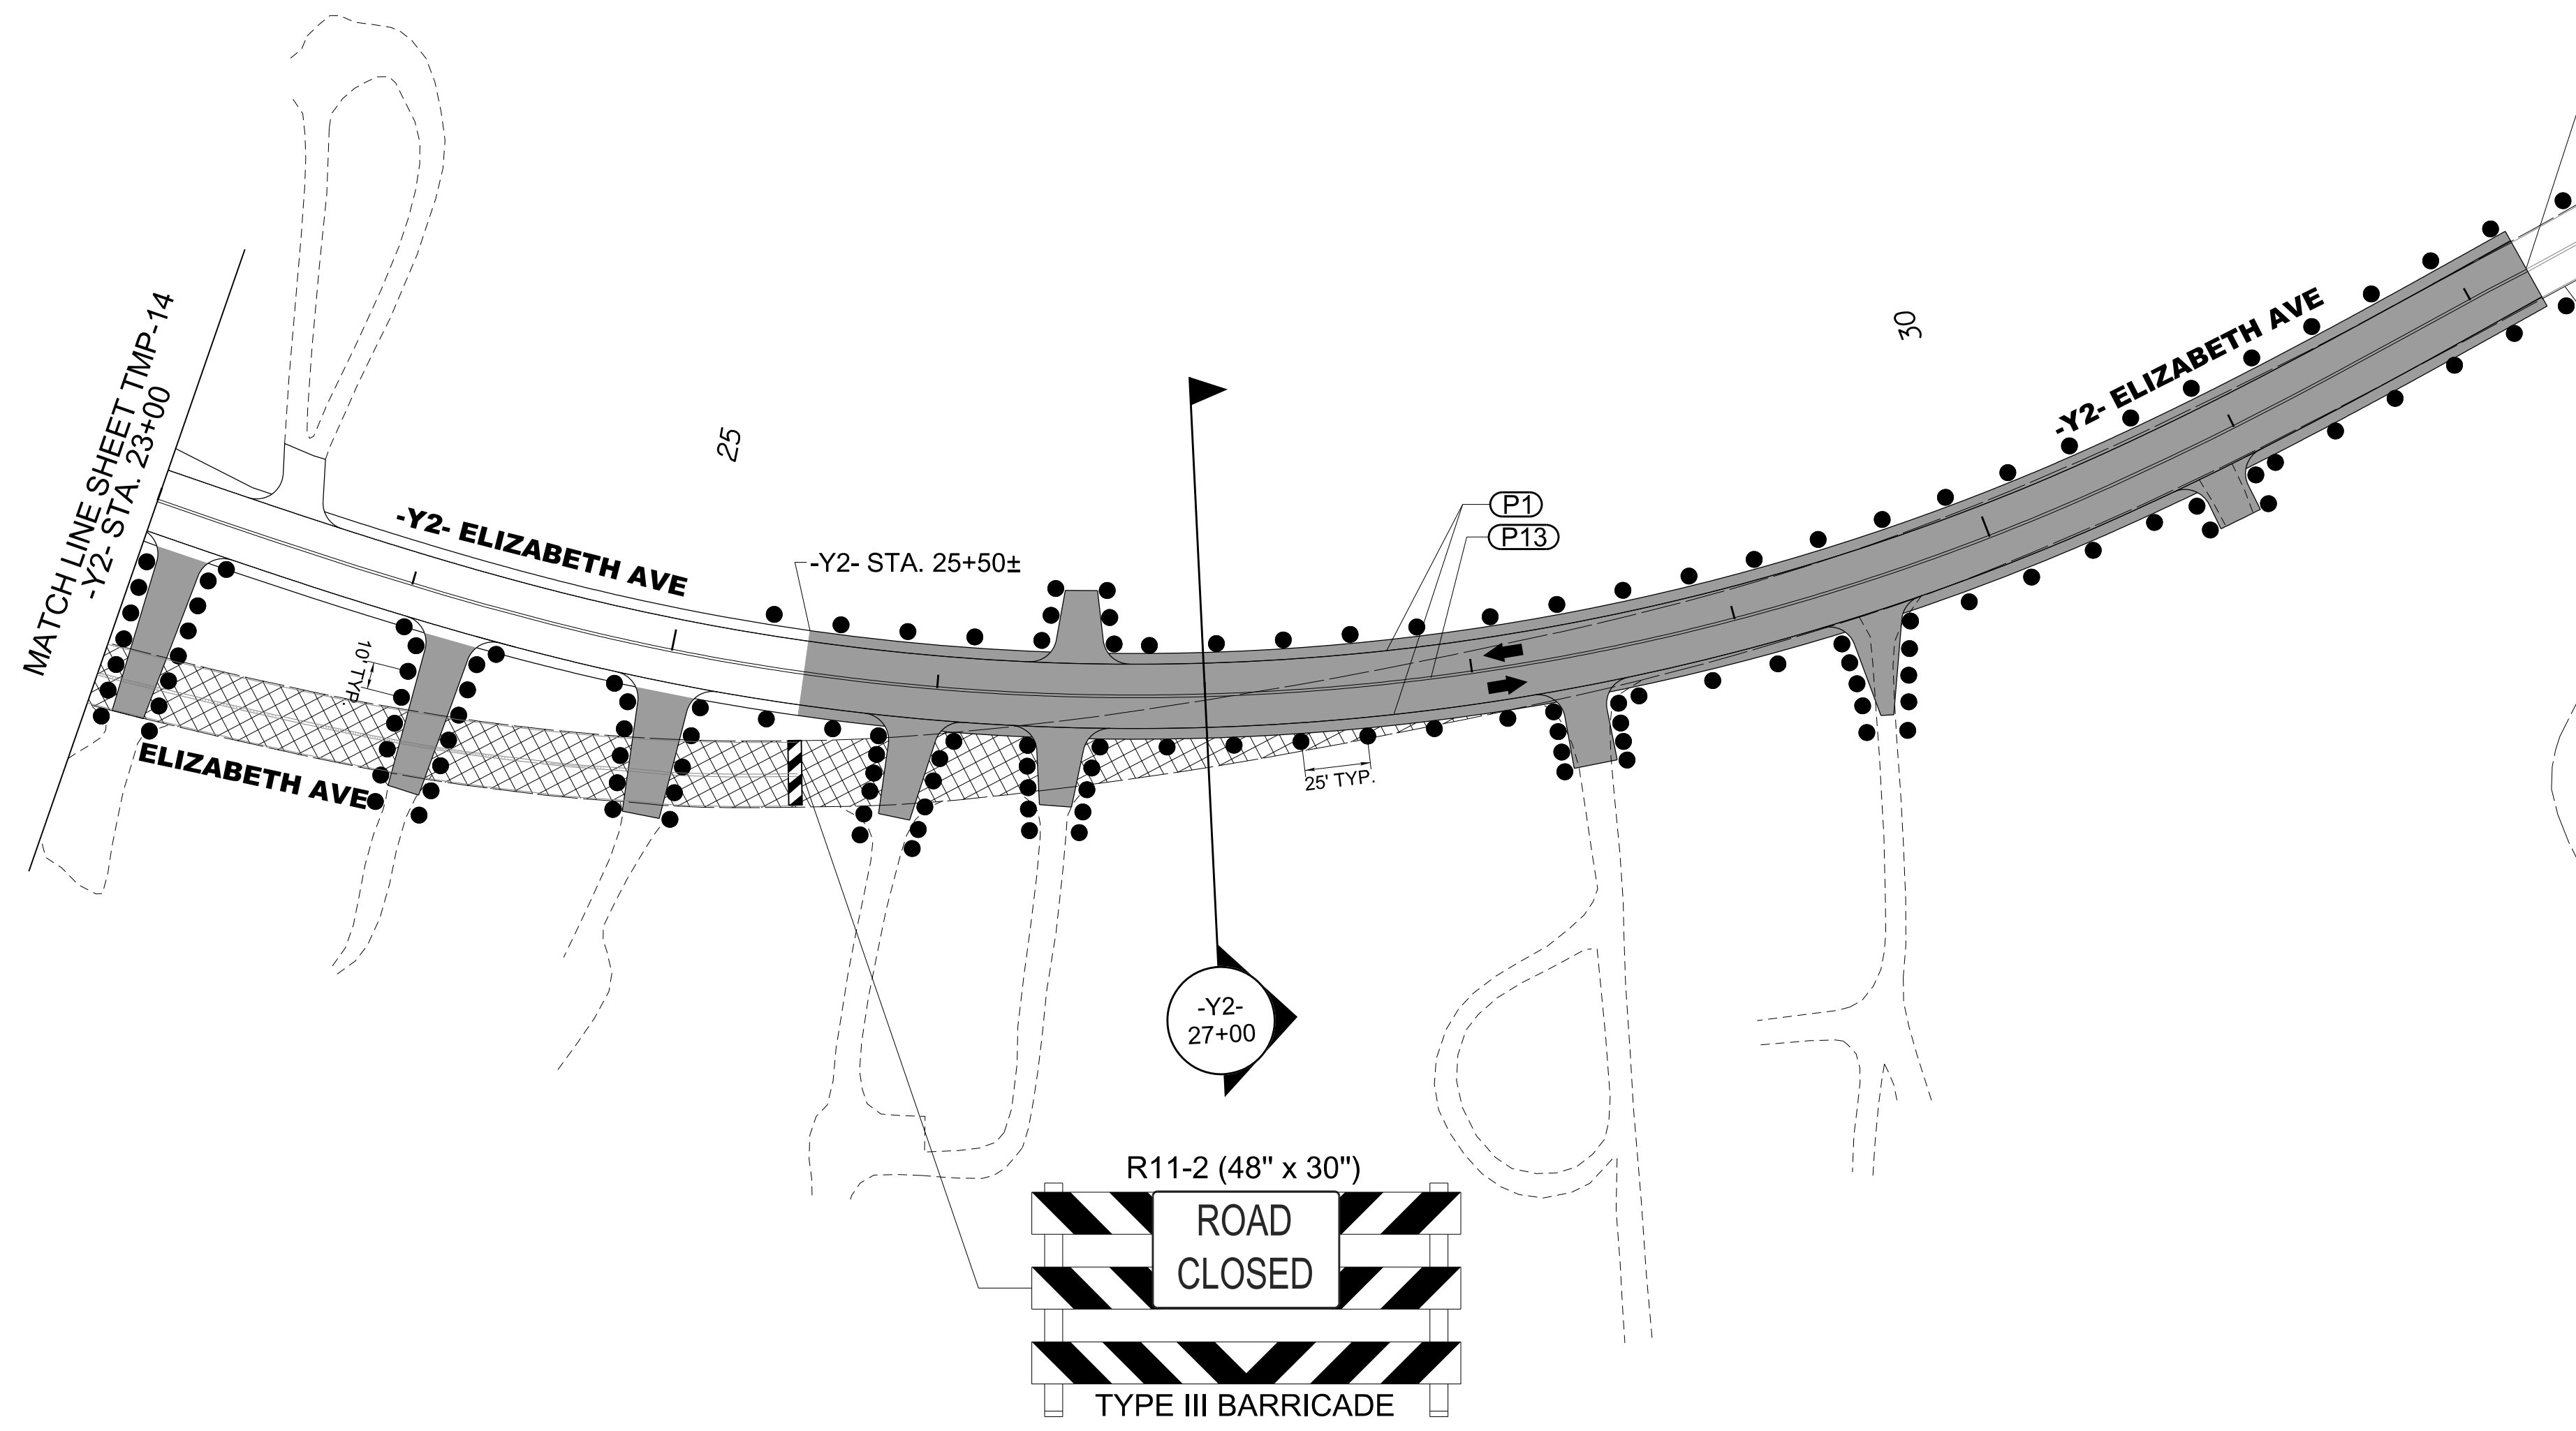 MATCH LINE SHEET TMP-14
-Y2- STA. 23+00
-Y2- ELIZABETH AVE
25
-Y2- STA. 25+50±
P1
P13
30
-Y2- ELIZABETH AVE
10' TYP.
ELIZABETH AVE
25' TYP.
-Y2-
27+00
R11-2 (48" x 30")
ROAD
CLOSED
TYPE III BARRICADE